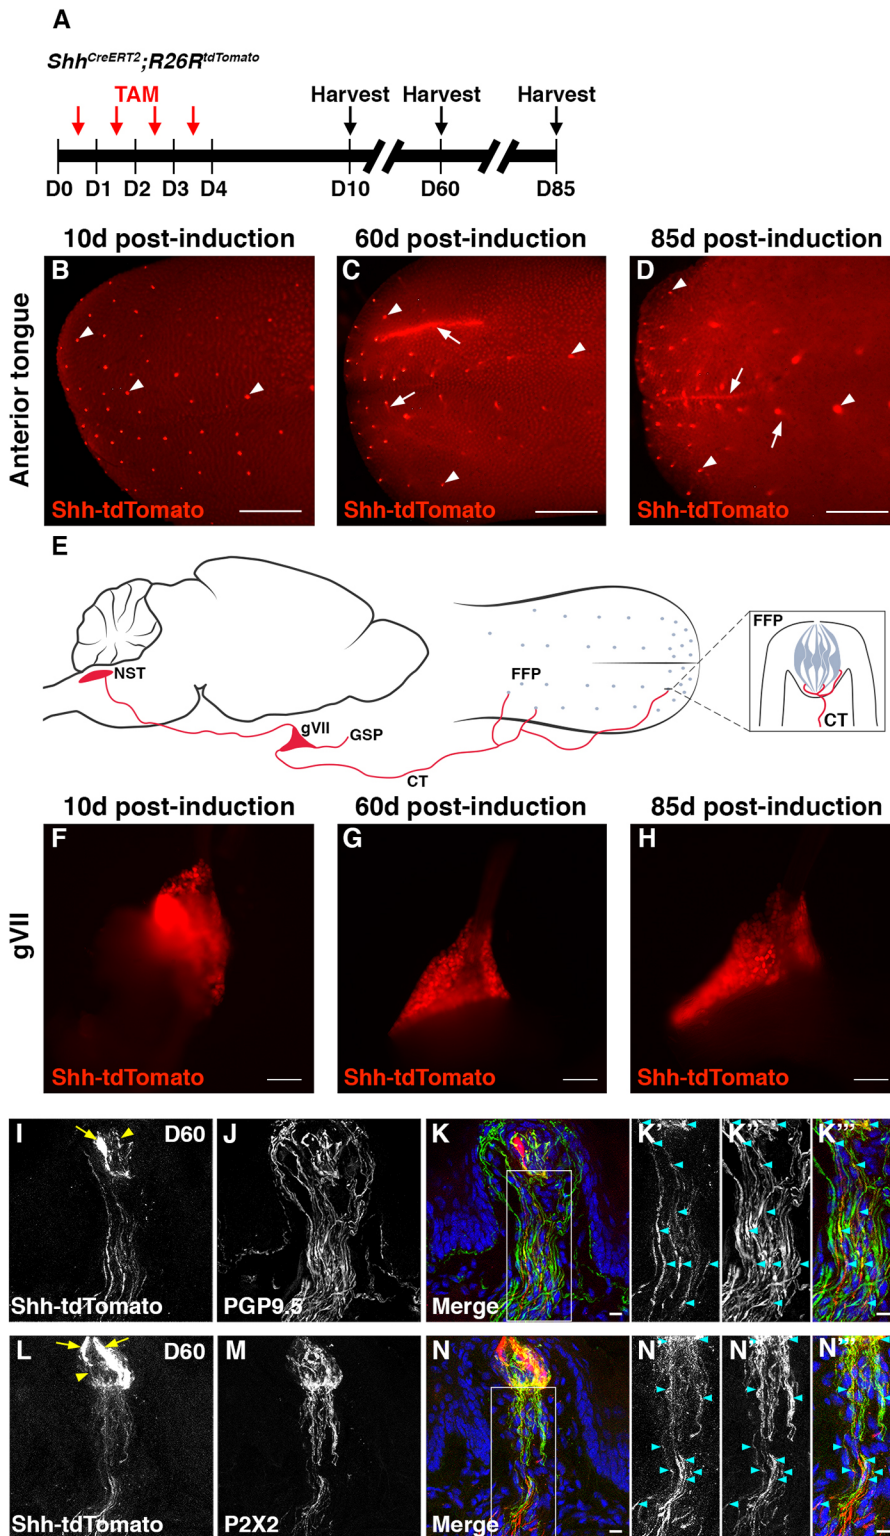 A
Shh^CreERT2;R26R^tdTomato
TAM
Harvest Harvest Harvest
D0 D1 D2 D3 D4 D10 D60 D85
10d post-induction 60d post-induction 85d post-induction
Anterior tongue
B C D
Shh-tdTomato Shh-tdTomato Shh-tdTomato
E
NST
gVII
GSP
CT
FFP
FFP
CT
10d post-induction 60d post-induction 85d post-induction
gVII
F G H
Shh-tdTomato Shh-tdTomato Shh-tdTomato
I D60 J K K' K'' K'''
Shh-tdTomato PGP9.5 Merge
L D60 M N N' N'' N'''
Shh-tdTomato P2X2 Merge